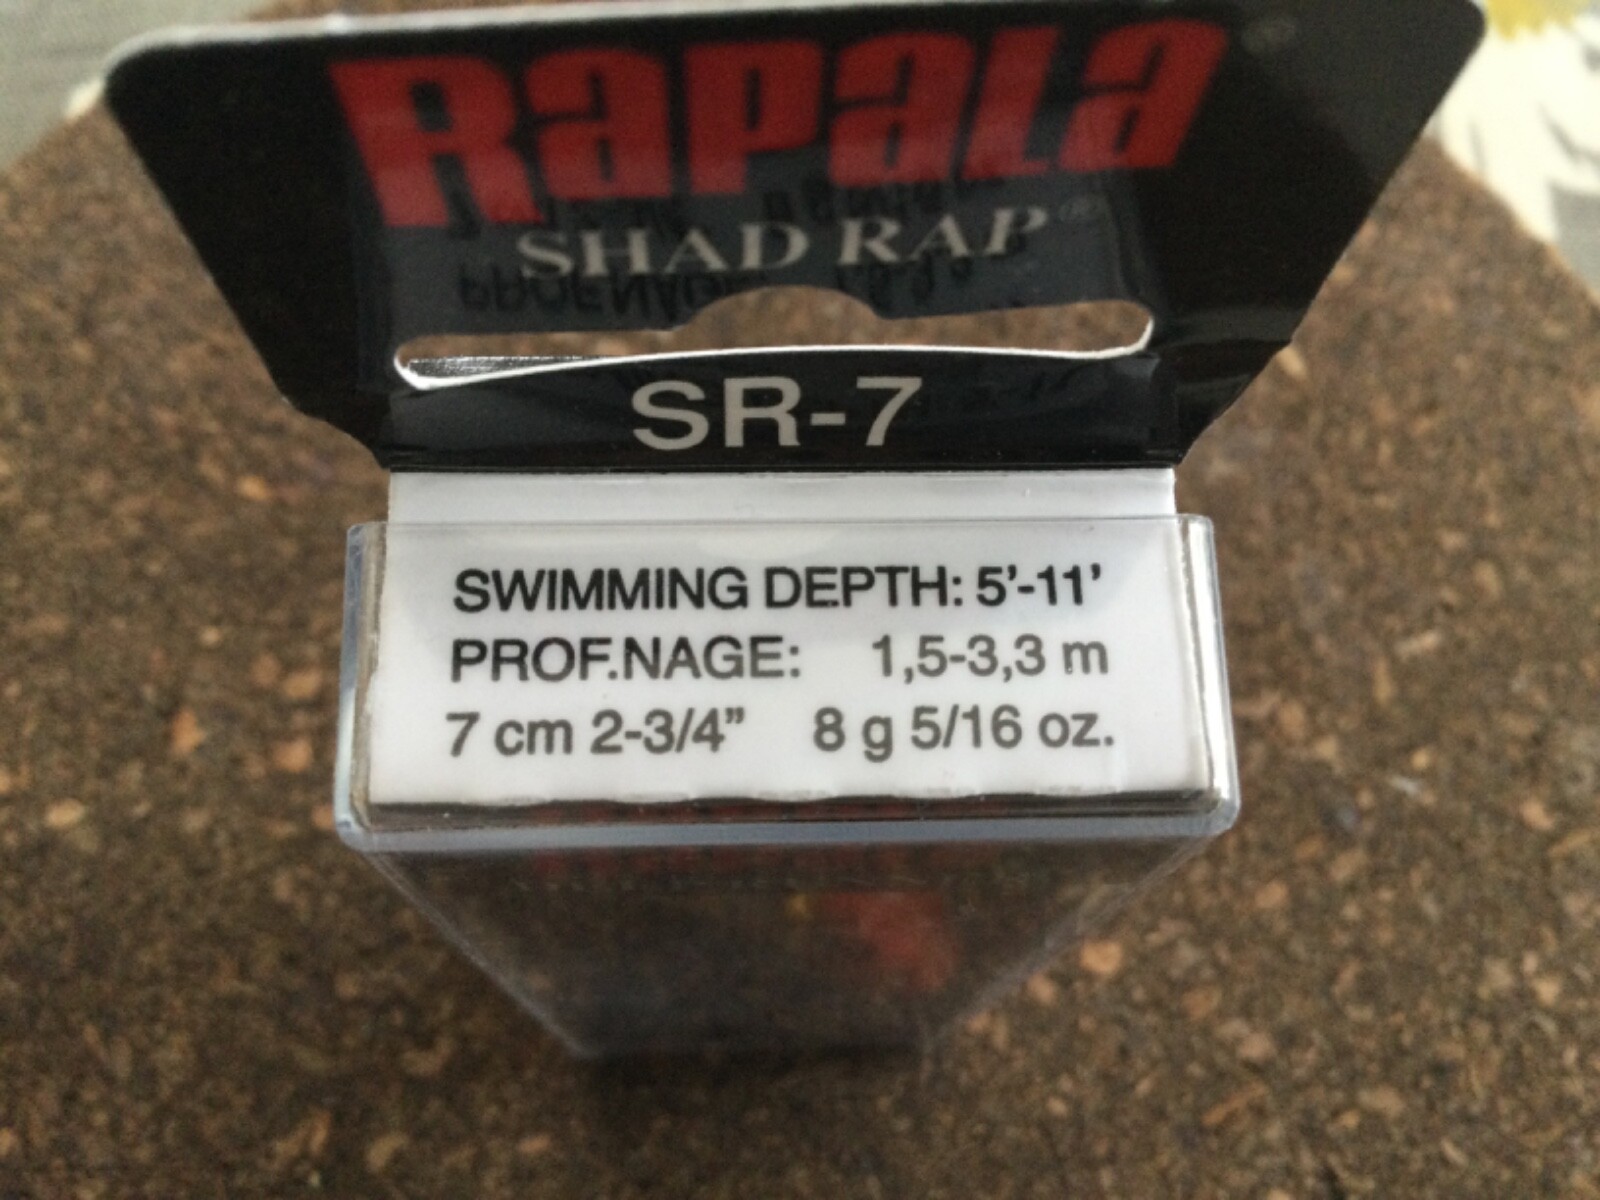 RAPALA
SHAD RAP®
SR-7
SWIMMING DEPTH: 5'-11'
PROF.NAGE: 1,5-3,3 m
7 cm 2-3/4" 8 g 5/16 oz.